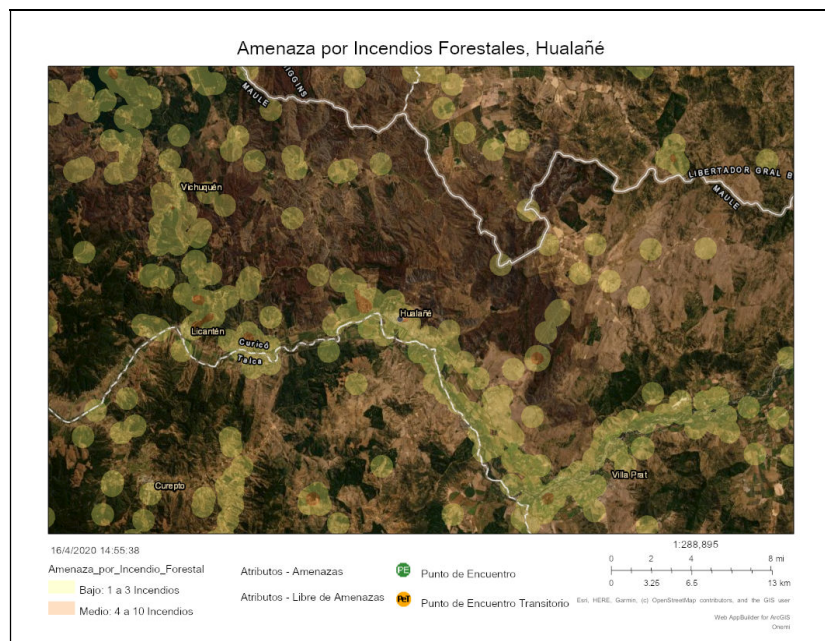 Amenaza por Incendios Forestales, Hualañé
HIGGINS
MAULE
LIBERTADOR GRAL B
MAULE
Vichuquén
Hualañé
Licantén
Curicó
Talca
Villa Prat
Curepto
16/4/2020 14:55:38
Amenaza_por_Incendio_Forestal
Bajo: 1 a 3 Incendios
Medio: 4 a 10 Incendios
Atributos - Amenazas
Atributos - Libre de Amenazas
PE Punto de Encuentro
PeT Punto de Encuentro Transitorio
1:288,895
0 2 4 8 mi
0 3.25 6.5 13 km
Esri, HERE, Garmin, (c) OpenStreetMap contributors, and the GIS user
Web AppBuilder for ArcGIS
Onemi